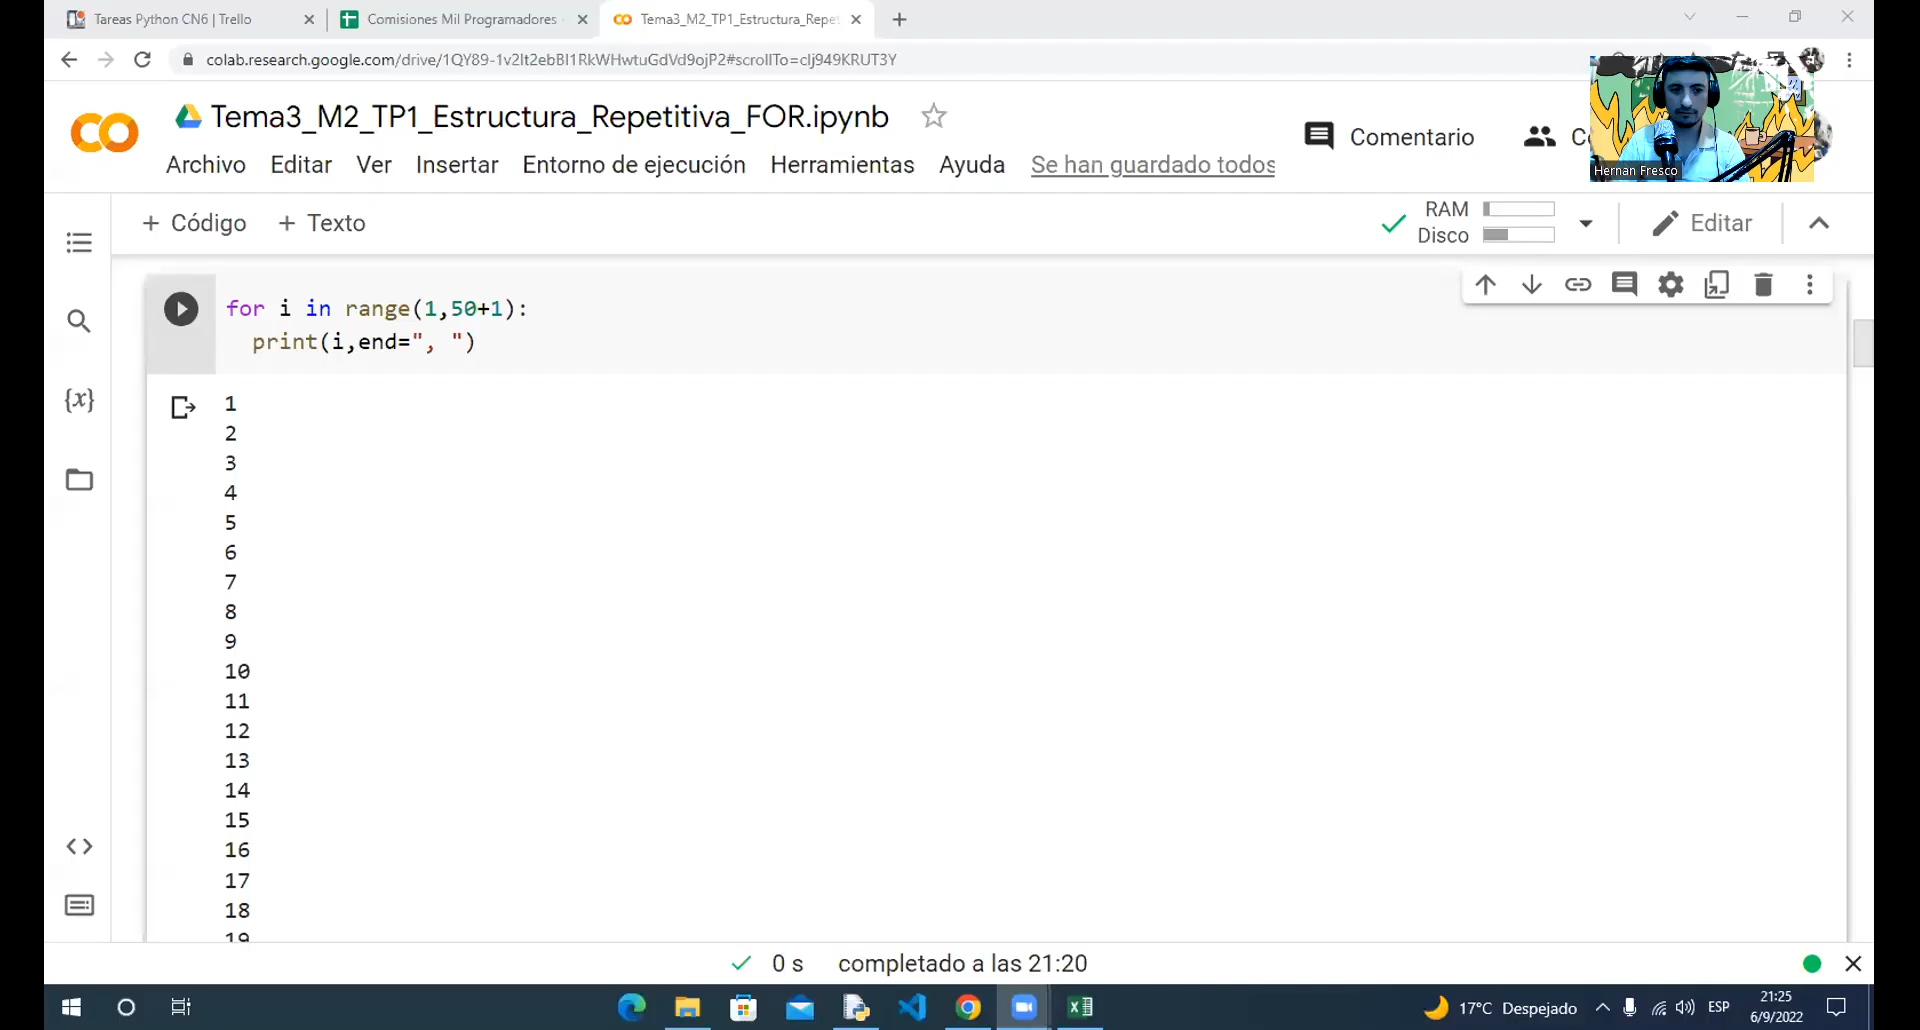 Tareas Python CN6 | Trello
Comisiones Mil Programadores
Tema3_M2_TP1_Estructura_Repet
colab.research.google.com/drive/1QY89-1v2lt2ebBl1RkWHwtuGdVd9ojP2#scrollTo=clj949KRUT3Y
Tema3_M2_TP1_Estructura_Repetitiva_FOR.ipynb
Comentario
Archivo Editar Ver Insertar Entorno de ejecución Herramientas Ayuda Se han guardado todos
Hernan Fresco
+ Código + Texto
RAM
Disco
Editar
for i in range(1,50+1):
print(i,end=", ")
1
2
3
4
5
6
7
8
9
10
11
12
13
14
15
16
17
18
19
0 s completado a las 21:20
17°C Despejado
ESP
21:25
6/9/2022